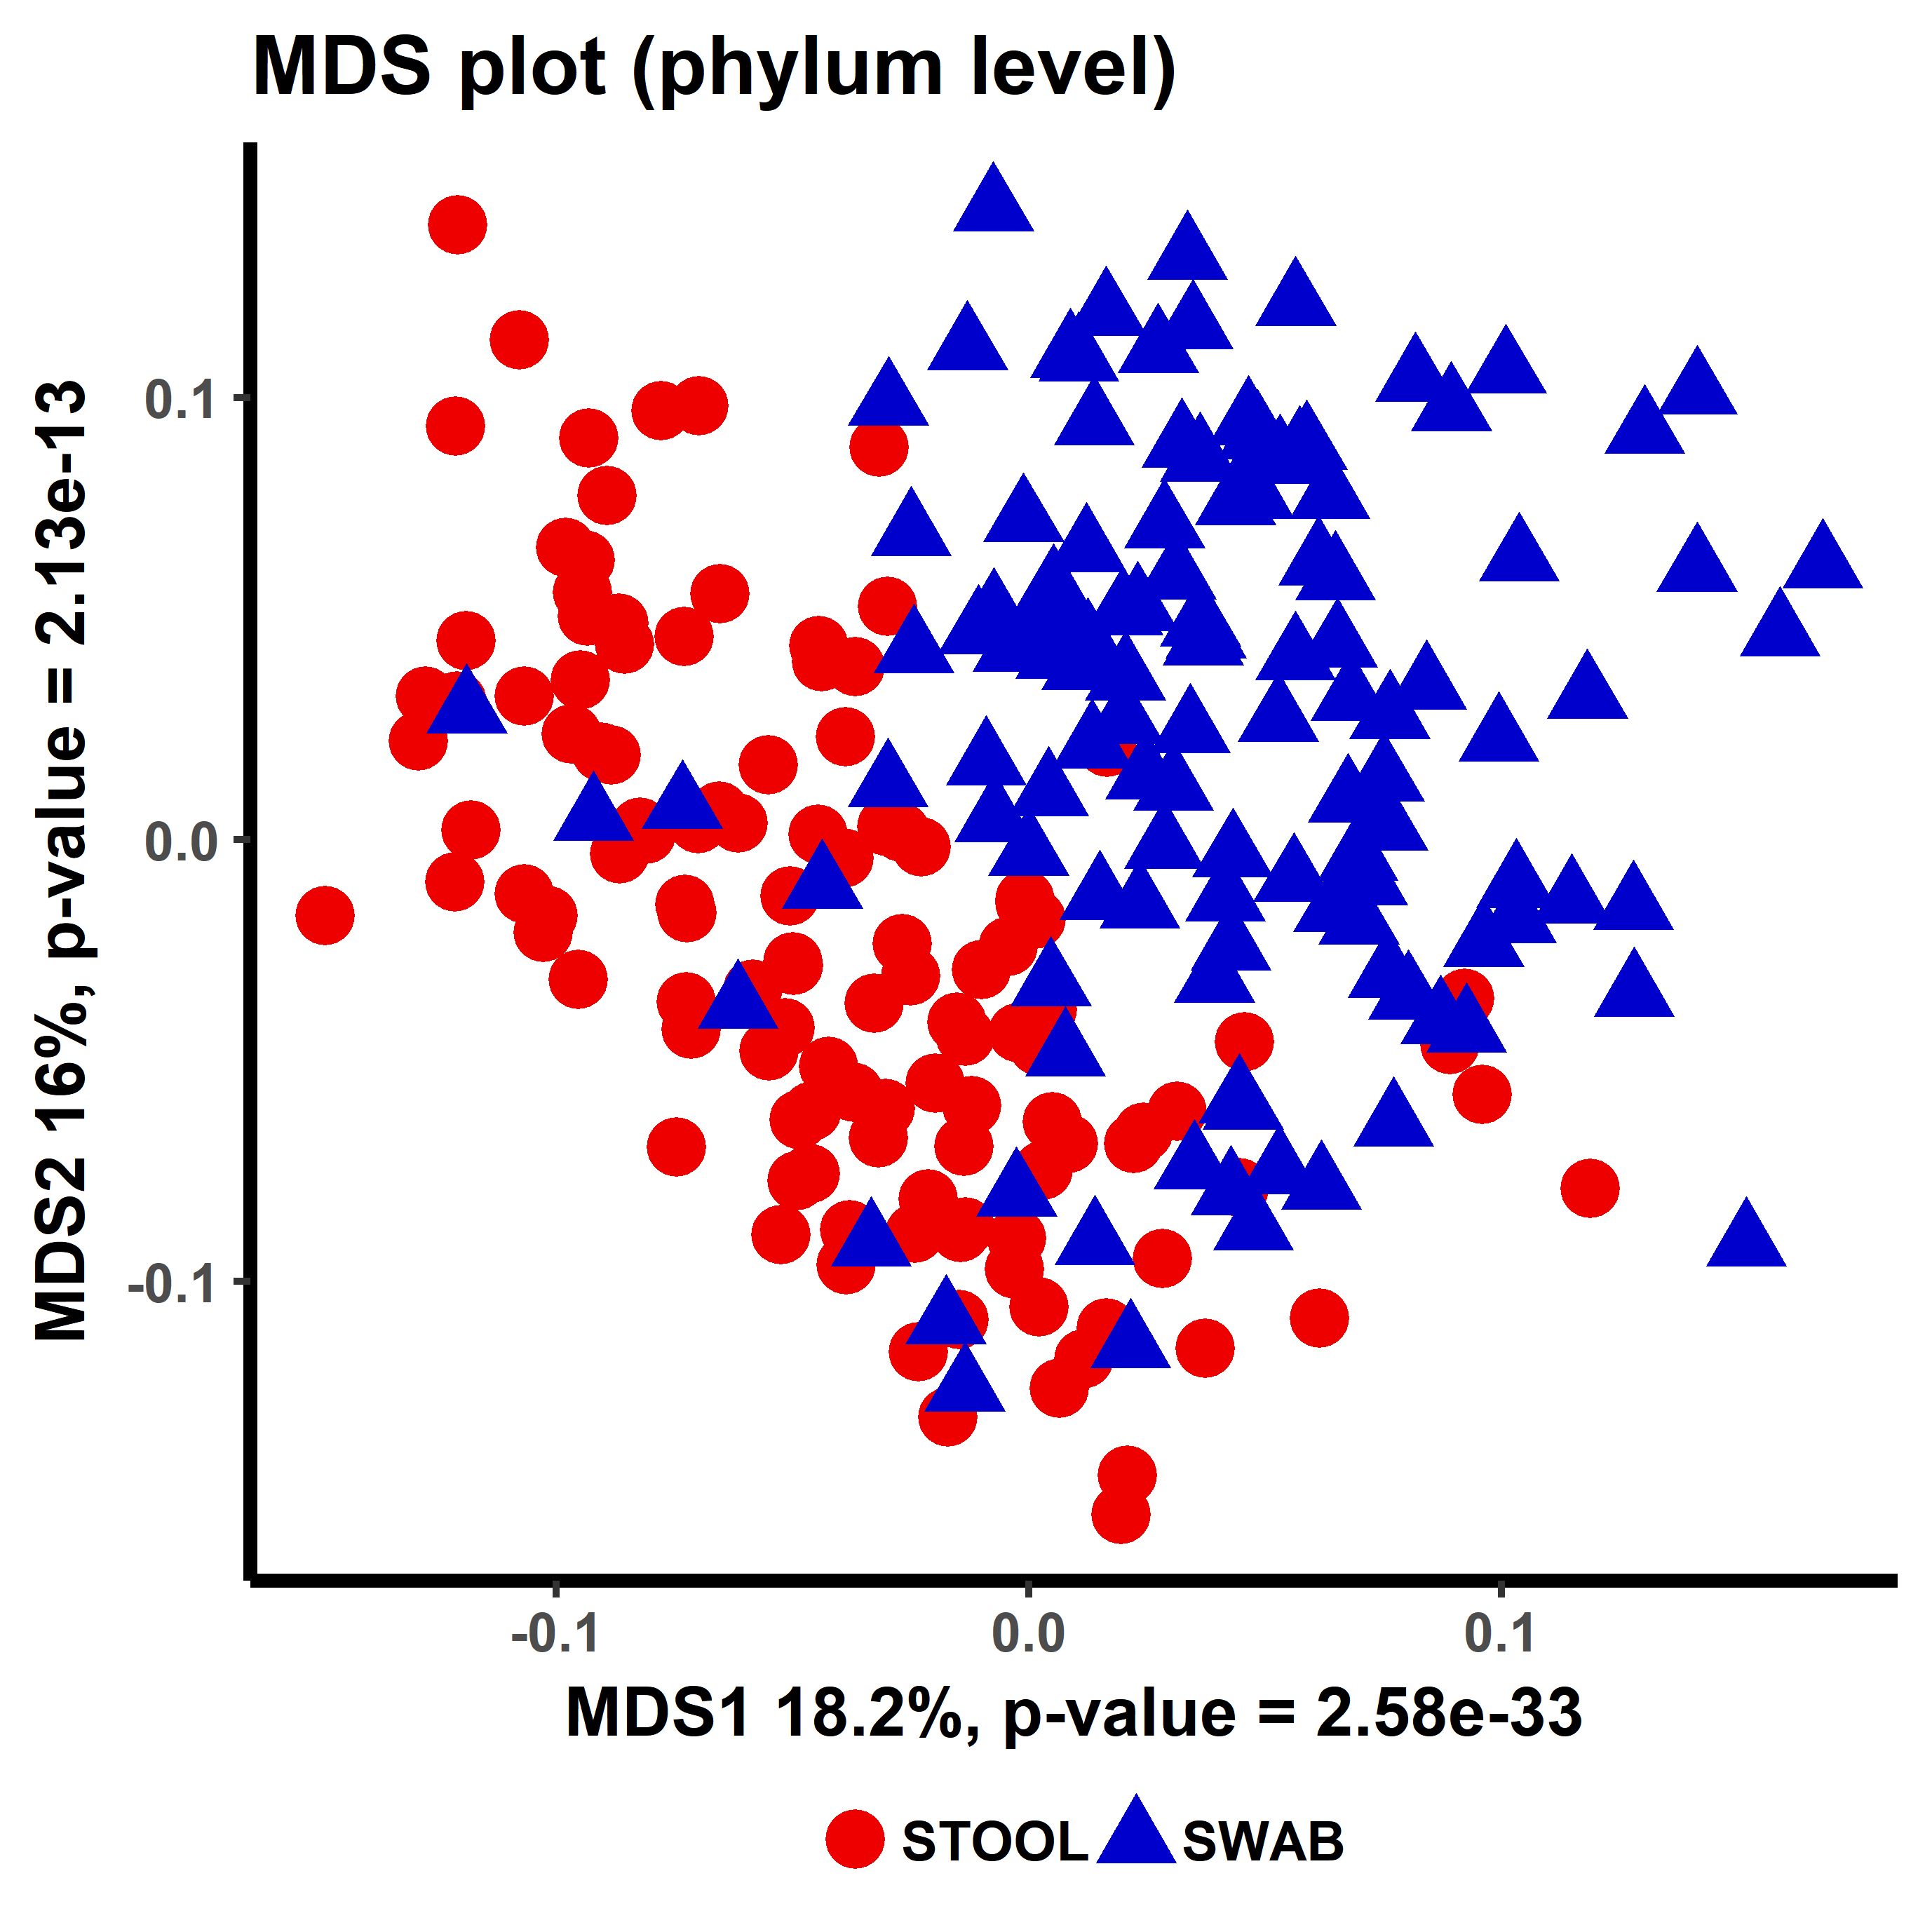 MDS plot (phylum level)
MDS2 16%, p-value = 2.13e-13
0.1
0.0
-0.1
-0.1 0.0 0.1
MDS1 18.2%, p-value = 2.58e-33
STOOL SWAB